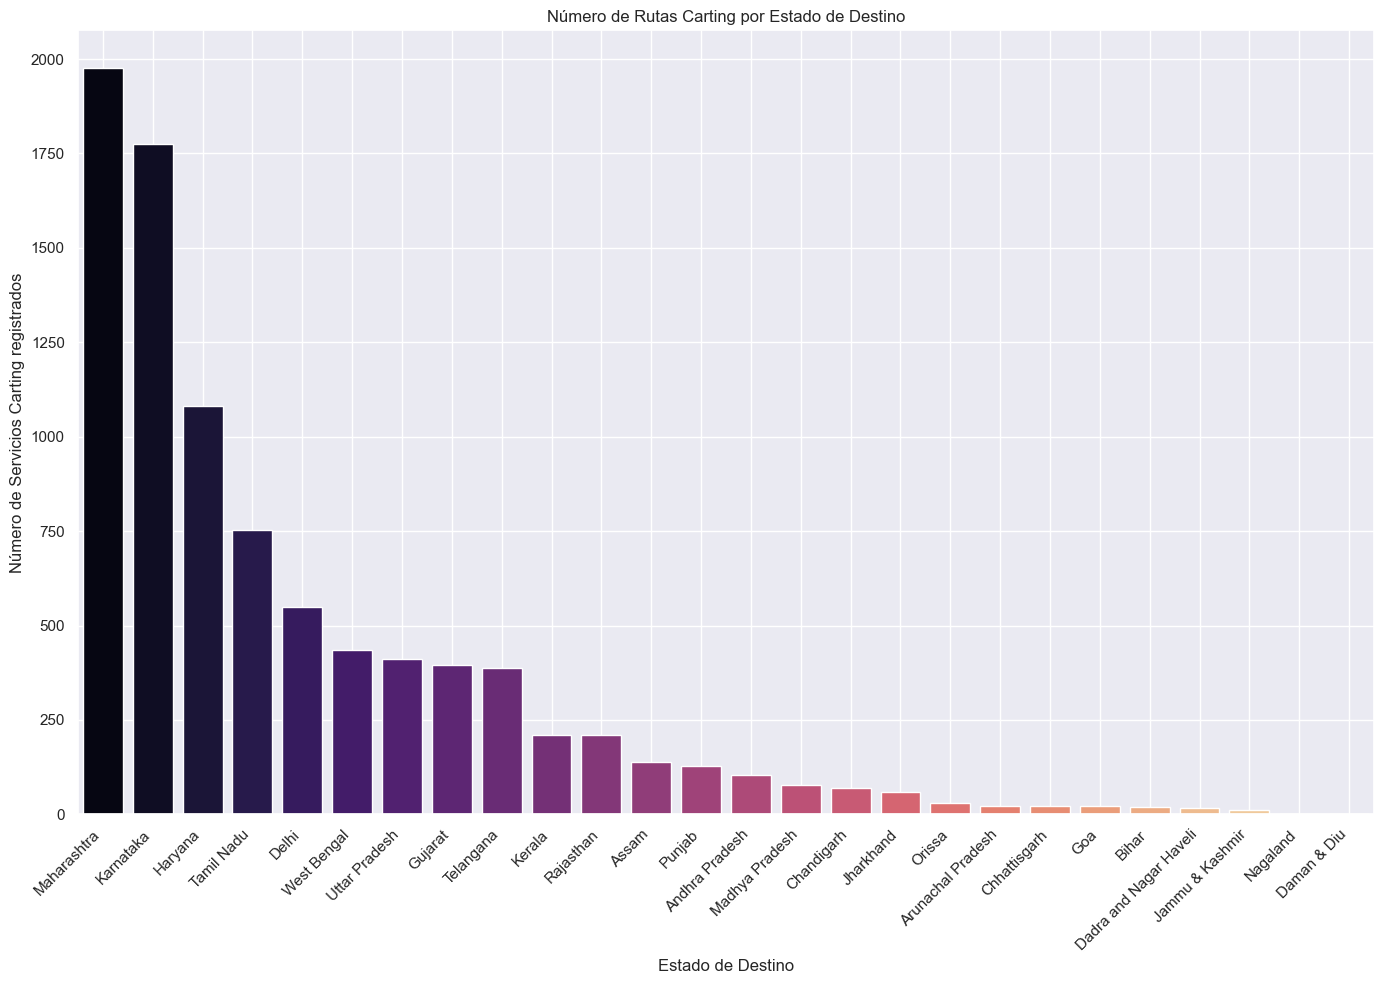 Número de Rutas Carting por Estado de Destino
Número de Servicios Carting registrados
2000
1750
1500
1250
1000
750
500
250
0
Maharashtra
Karnataka
Haryana
Tamil Nadu
Delhi
West Bengal
Uttar Pradesh
Gujarat
Telangana
Kerala
Rajasthan
Assam
Punjab
Andhra Pradesh
Madhya Pradesh
Chandigarh
Jharkhand
Orissa
Arunachal Pradesh
Chhattisgarh
Goa
Bihar
Dadra and Nagar Haveli
Jammu & Kashmir
Nagaland
Daman & Diu
Estado de Destino